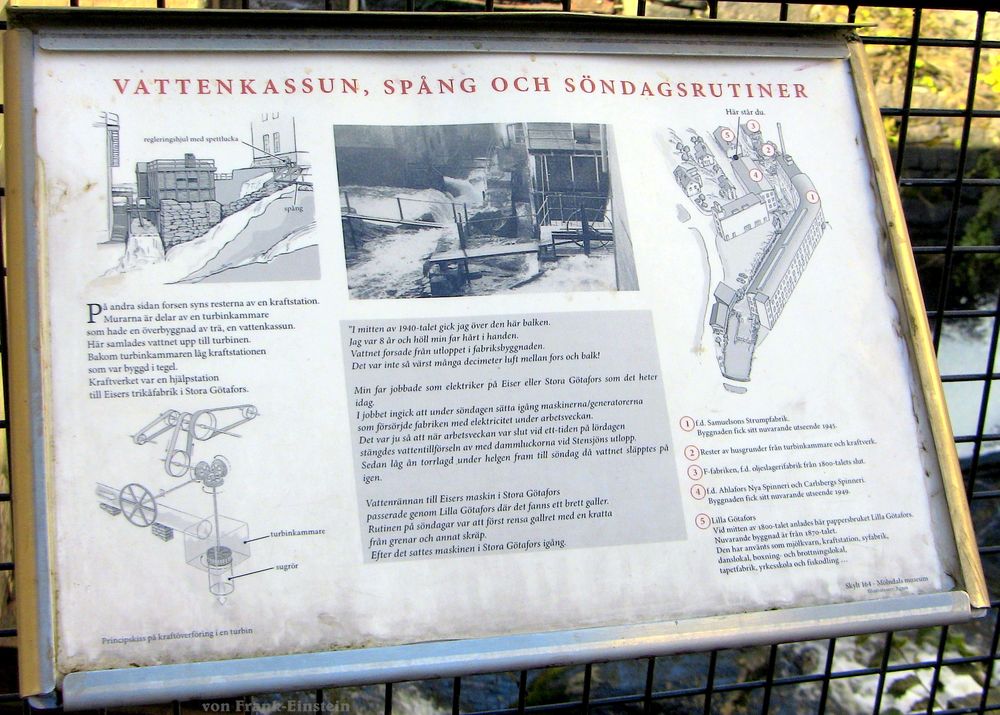 VATTENKASSUN, SPÅNG OCH SÖNDAGSRUTINER
regleringshjul med spettlucka
spång
På andra sidan forsen syns resterna av en kraftstation.
Murarna är delar av en turbinkammare
som hade en överbyggnad av trä, en vattenkassun.
Här samlades vattnet upp till turbinen.
Bakom turbinkammaren låg kraftstationen
som var byggd i tegel.
Kraftverket var en hjälpstation
till Eisers trikåfabrik i Stora Götafors.
turbinkammare
sugrör
Principskiss på kraftöverföring i en turbin
"I mitten av 1940-talet gick jag över den här balken.
Jag var 8 år och höll min far hårt i handen.
Vattnet forsade från utloppet i fabriksbyggnaden.
Det var inte så värst många decimeter luft mellan fors och balk!
Min far jobbade som elektriker på Eiser eller Stora Götafors som det heter
idag.
I jobbet ingick att under söndagen sätta igång maskinerna/generatorerna
som försörjde fabriken med elektricitet under arbetsveckan.
Det var ju så att när arbetsveckan var slut vid ett-tiden på lördagen
stängdes vattentillförseln av med dammluckorna vid Stensjöns utlopp.
Sedan låg ån torrlagd under helgen fram till söndag då vattnet släpptes på
igen.
Vattenrännan till Eisers maskin i Stora Götafors
passerade genom Lilla Götafors där det fanns ett brett galler.
Rutinen på söndagar var att först rensa gallret med en kratta
från grenar och annat skräp.
Efter det sattes maskinen i Stora Götafors igång.
Här står du.
5
3
2
4
1
1 f.d. Samuelsons Strumpfabrik.
Byggnaden fick sitt nuvarande utseende 1945.
2 Rester av husgrunder från turbinkammare och kraftverk.
3 F-fabriken, f.d. oljeslagerifabrik från 1800-talets slut.
4 f.d. Ahlafors Nya Spinneri och Carlsbergs Spinneri.
Byggnaden fick sitt nuvarande utseende 1949.
5 Lilla Götafors
Vid mitten av 1800-talet anlades här pappersbruket Lilla Götafors.
Nuvarande byggnad är från 1870-talet.
Den har använts som mjölkvarn, kraftstation, syfabrik,
danslokal, boxning- och brottningslokal,
tapetfabrik, yrkesskola och fiskodling ...
Skylt 164 - Mölndals museum
von Frank-Einstein